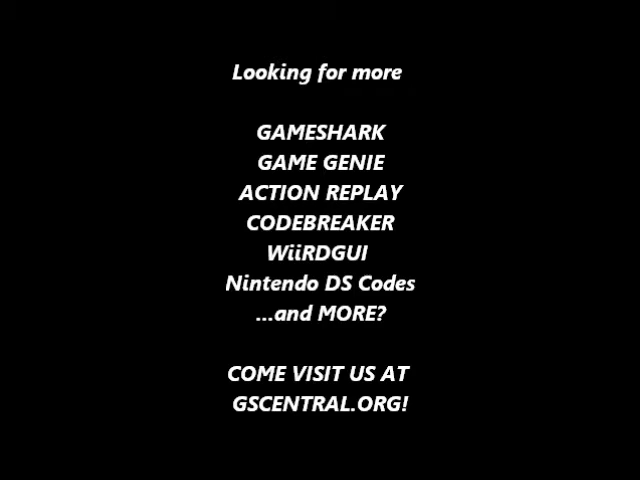 Looking for more
GAMESHARK
GAME GENIE
ACTION REPLAY
CODEBREAKER
WiiRDGUI
Nintendo DS Codes
...and MORE?
COME VISIT US AT
GSCENTRAL.ORG!